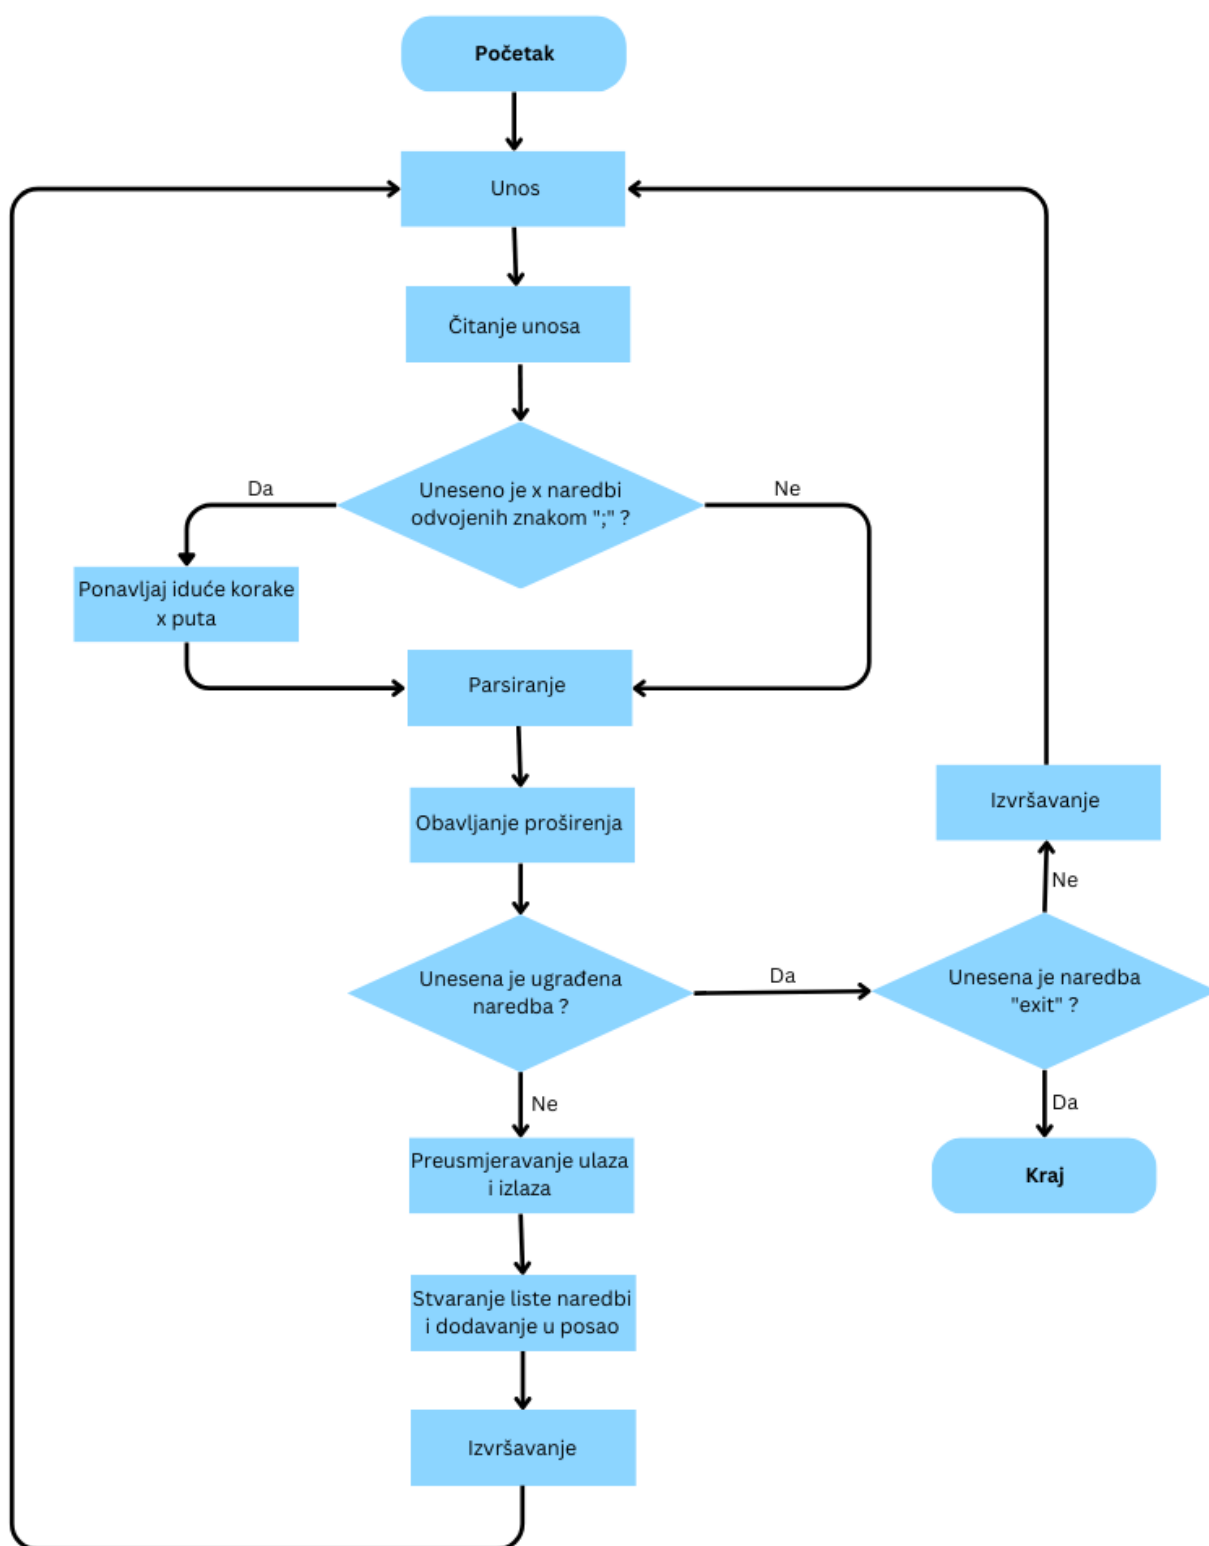 Početak
Unos
Čitanje unosa
Da
Uneseno je x naredbi
odvojenih znakom ";" ?
Ne
Ponavljaj iduće korake
x puta
Parsiranje
Obavljanje proširenja
Izvršavanje
Ne
Unesena je ugrađena
naredba ?
Da
Unesena je naredba
"exit" ?
Ne
Da
Preusmjeravanje ulaza
i izlaza
Kraj
Stvaranje liste naredbi
i dodavanje u posao
Izvršavanje